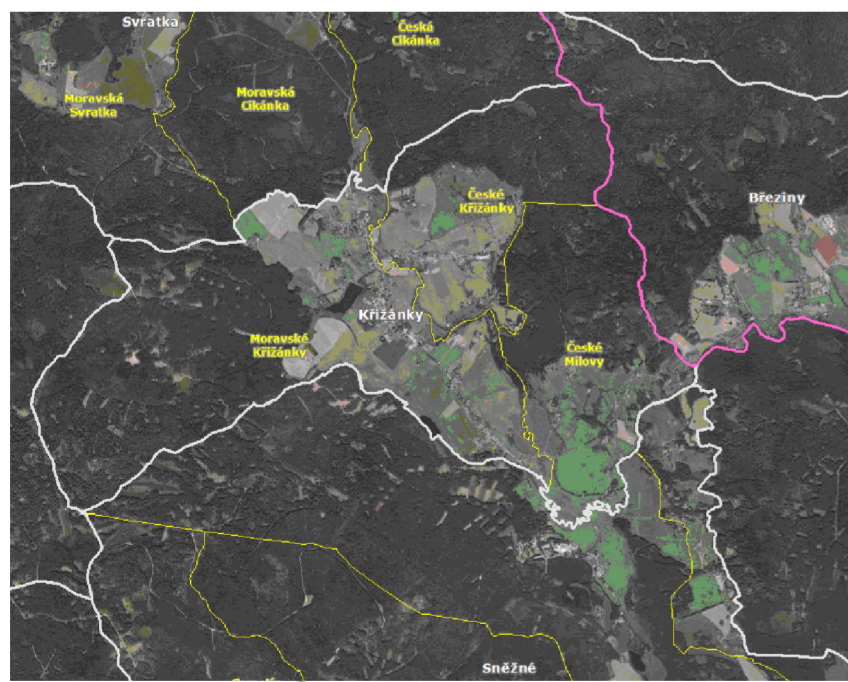 Svratka
Česká
Cikánka
Moravská
Svratka
Moravská
Cikánka
České
Křižánky
Březiny
Křižánky
Moravské
Křižánky
České
Milovy
Sněžné